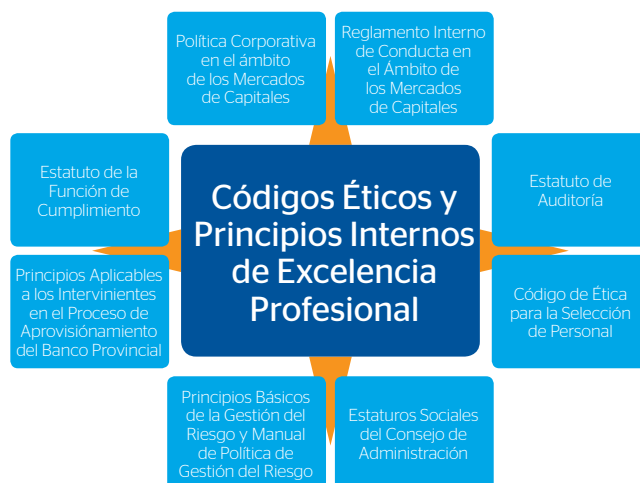 Política Corporativa
en el ámbito
de los Mercados
de Capitales
Reglamento Interno
de Conducta en
el Ámbito de
los Mercados
de Capitales
Estatuto de la
Función de
Cumplimiento
Códigos Éticos y
Principios Internos
de Excelencia
Profesional
Estatuto de
Auditoría
Principios Aplicables
a los Intervinientes
en el Proceso de
Aprovisiónamiento
del Banco Provincial
Código de Ética
para la Selección
de Personal
Principios Básicos
de la Gestión del
Riesgo y Manual
de Política de
Gestión del Riesgo
Estaturos Sociales
del Consejo de
Administración